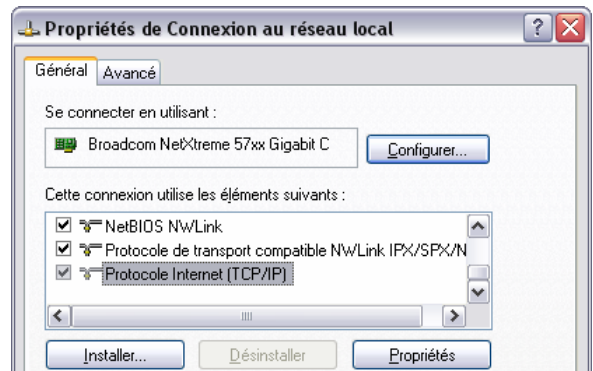 Propriétés de Connexion au réseau local
Général Avancé
Se connecter en utilisant :
Broadcom NetXtreme 57xx Gigabit C Configurer...
Cette connexion utilise les éléments suivants :
NetBIOS NWLink
Protocole de transport compatible NWLink IPX/SPX/N
Protocole Internet (TCP/IP)
Installer... Désinstaller Propriétés